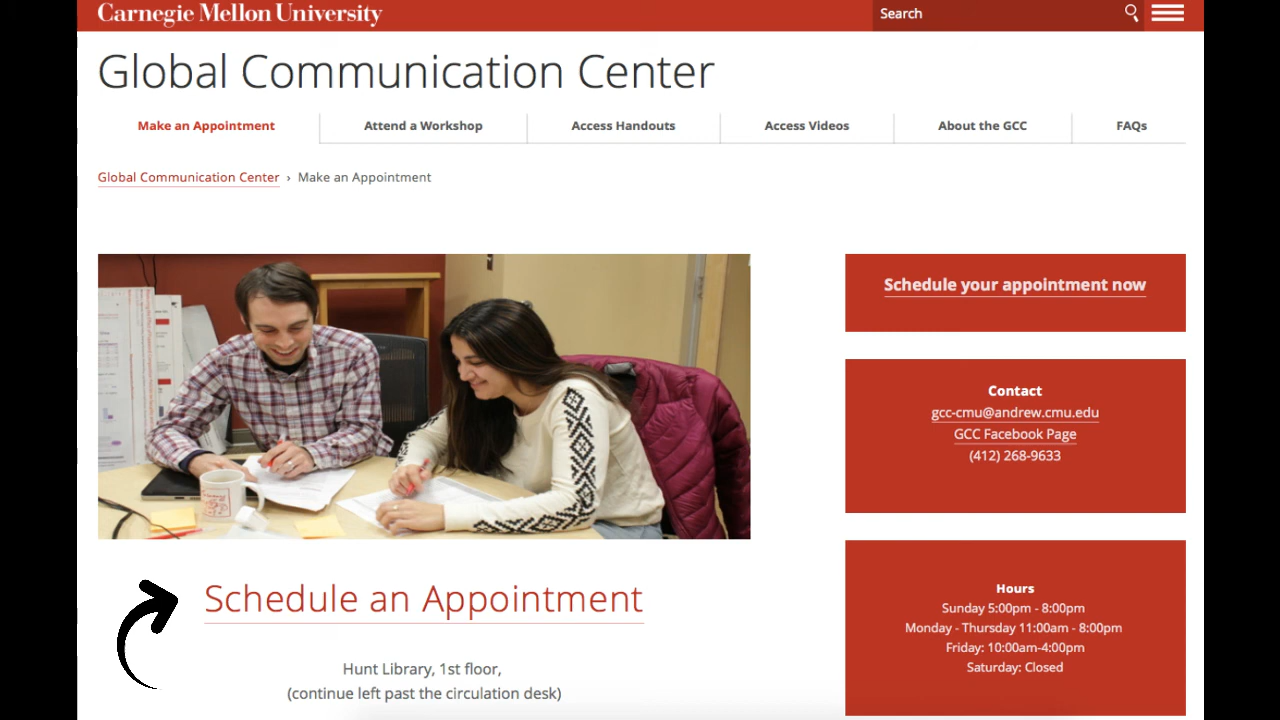 Carnegie Mellon University
Search
Global Communication Center
Make an Appointment
Attend a Workshop
Access Handouts
Access Videos
About the GCC
FAQs
Global Communication Center › Make an Appointment
Schedule your appointment now
Contact
gcc-cmu@andrew.cmu.edu
GCC Facebook Page
(412) 268-9633
Hours
Sunday 5:00pm - 8:00pm
Monday - Thursday 11:00am - 8:00pm
Friday: 10:00am-4:00pm
Saturday: Closed
Schedule an Appointment
Hunt Library, 1st floor,
(continue left past the circulation desk)